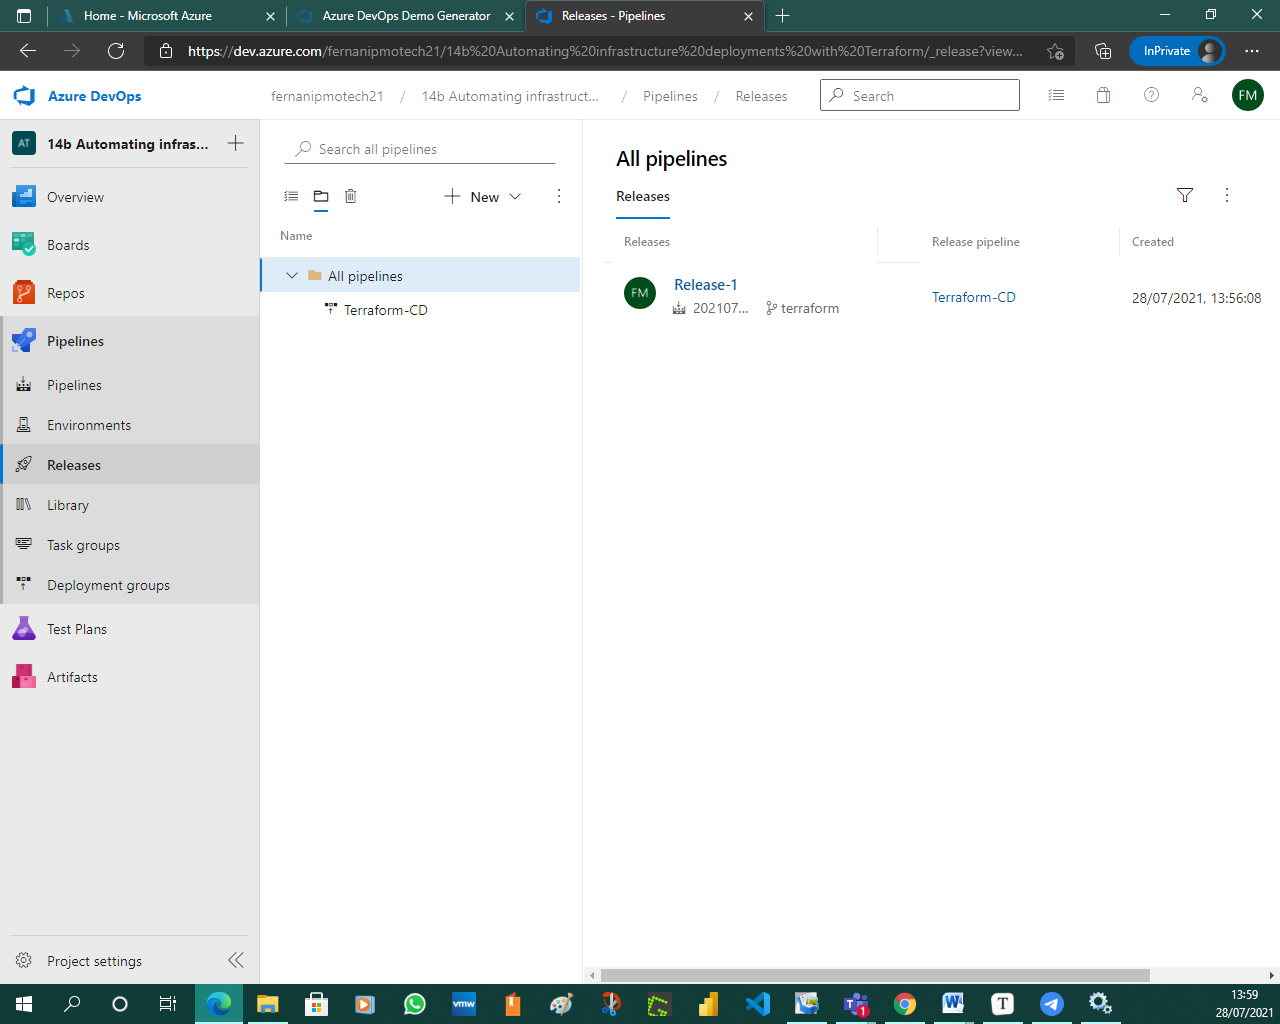 Home - Microsoft Azure
Azure DevOps Demo Generator
Releases - Pipelines
https://dev.azure.com/fernanipmotech21/14b%20Automating%20infrastructure%20deployments%20with%20Terraform/_release?view...
InPrivate
Azure DevOps
fernanipmotech21 / 14b Automating infrastruct... / Pipelines / Releases
Search
FM
AT
14b Automating infras...
Overview
Boards
Repos
Pipelines
Pipelines
Environments
Releases
Library
Task groups
Deployment groups
Test Plans
Artifacts
Project settings
Search all pipelines
New
Name
All pipelines
Terraform-CD
All pipelines
Releases
Releases
Release pipeline
Created
FM
Release-1
202107...
terraform
Terraform-CD
28/07/2021, 13:56:08
vmw
W
1
T
13:59
28/07/2021